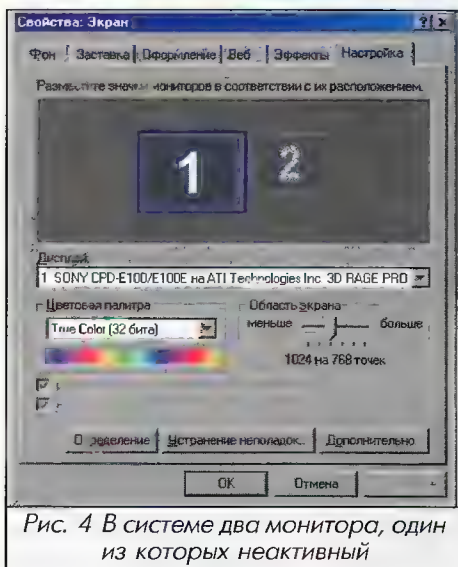 Свойства: Экран
Фон Заставка Оформление Веб Эффекты Настройка
Разместите значки мониторов в соответствии с их расположением.
1 2
Дисплей:
1. SONY CPD-E100/E100E на ATI Technologies Inc. 3D RAGE PRO
Цветовая палитра
Область экрана
True Color (32 бита)
меньше больше
1024 на 768 точек
Устранение неполадок... Дополнительно
OK Отмена
Рис. 4 В системе два монитора, один
из которых неактивный